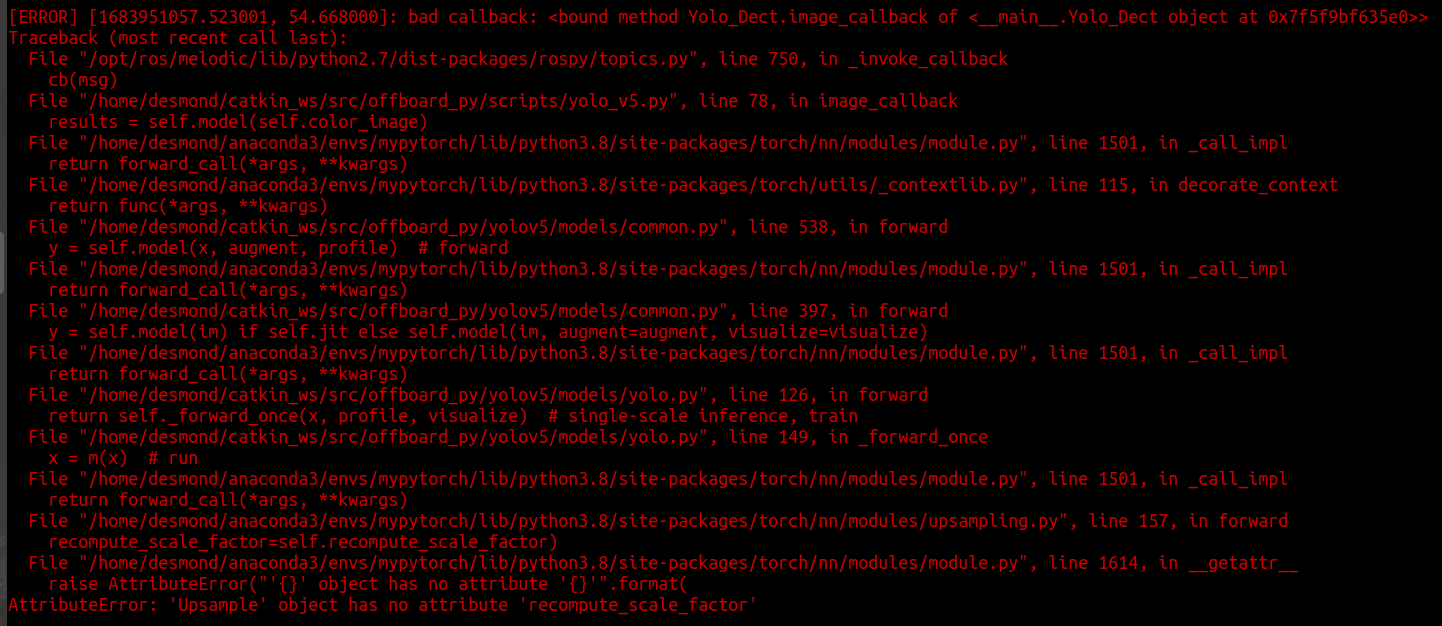 [ERROR] [1683951057.523001, 54.668000]: bad callback: <bound method Yolo_Dect.image_callback of <__main__.Yolo_Dect object at 0x7f5f9bf635e0>>
Traceback (most recent call last):
  File "/opt/ros/melodic/lib/python2.7/dist-packages/rospy/topics.py", line 750, in _invoke_callback
    cb(msg)
  File "/home/desmond/catkin_ws/src/offboard_py/scripts/yolo_v5.py", line 78, in image_callback
    results = self.model(self.color_image)
  File "/home/desmond/anaconda3/envs/mypytorch/lib/python3.8/site-packages/torch/nn/modules/module.py", line 1501, in _call_impl
    return forward_call(*args, **kwargs)
  File "/home/desmond/anaconda3/envs/mypytorch/lib/python3.8/site-packages/torch/utils/_contextlib.py", line 115, in decorate_context
    return func(*args, **kwargs)
  File "/home/desmond/catkin_ws/src/offboard_py/yolov5/models/common.py", line 538, in forward
    y = self.model(x, augment, profile)  # forward
  File "/home/desmond/anaconda3/envs/mypytorch/lib/python3.8/site-packages/torch/nn/modules/module.py", line 1501, in _call_impl
    return forward_call(*args, **kwargs)
  File "/home/desmond/catkin_ws/src/offboard_py/yolov5/models/common.py", line 397, in forward
    y = self.model(im) if self.jit else self.model(im, augment=augment, visualize=visualize)
  File "/home/desmond/anaconda3/envs/mypytorch/lib/python3.8/site-packages/torch/nn/modules/module.py", line 1501, in _call_impl
    return forward_call(*args, **kwargs)
  File "/home/desmond/catkin_ws/src/offboard_py/yolov5/models/yolo.py", line 126, in forward
    return self._forward_once(x, profile, visualize)  # single-scale inference, train
  File "/home/desmond/catkin_ws/src/offboard_py/yolov5/models/yolo.py", line 149, in _forward_once
    x = m(x)  # run
  File "/home/desmond/anaconda3/envs/mypytorch/lib/python3.8/site-packages/torch/nn/modules/module.py", line 1501, in _call_impl
    return forward_call(*args, **kwargs)
  File "/home/desmond/anaconda3/envs/mypytorch/lib/python3.8/site-packages/torch/nn/modules/upsampling.py", line 157, in forward
    recompute_scale_factor=self.recompute_scale_factor)
  File "/home/desmond/anaconda3/envs/mypytorch/lib/python3.8/site-packages/torch/nn/modules/module.py", line 1614, in __getattr__
    raise AttributeError("'{}' object has no attribute '{}'".format(
AttributeError: 'Upsample' object has no attribute 'recompute_scale_factor'